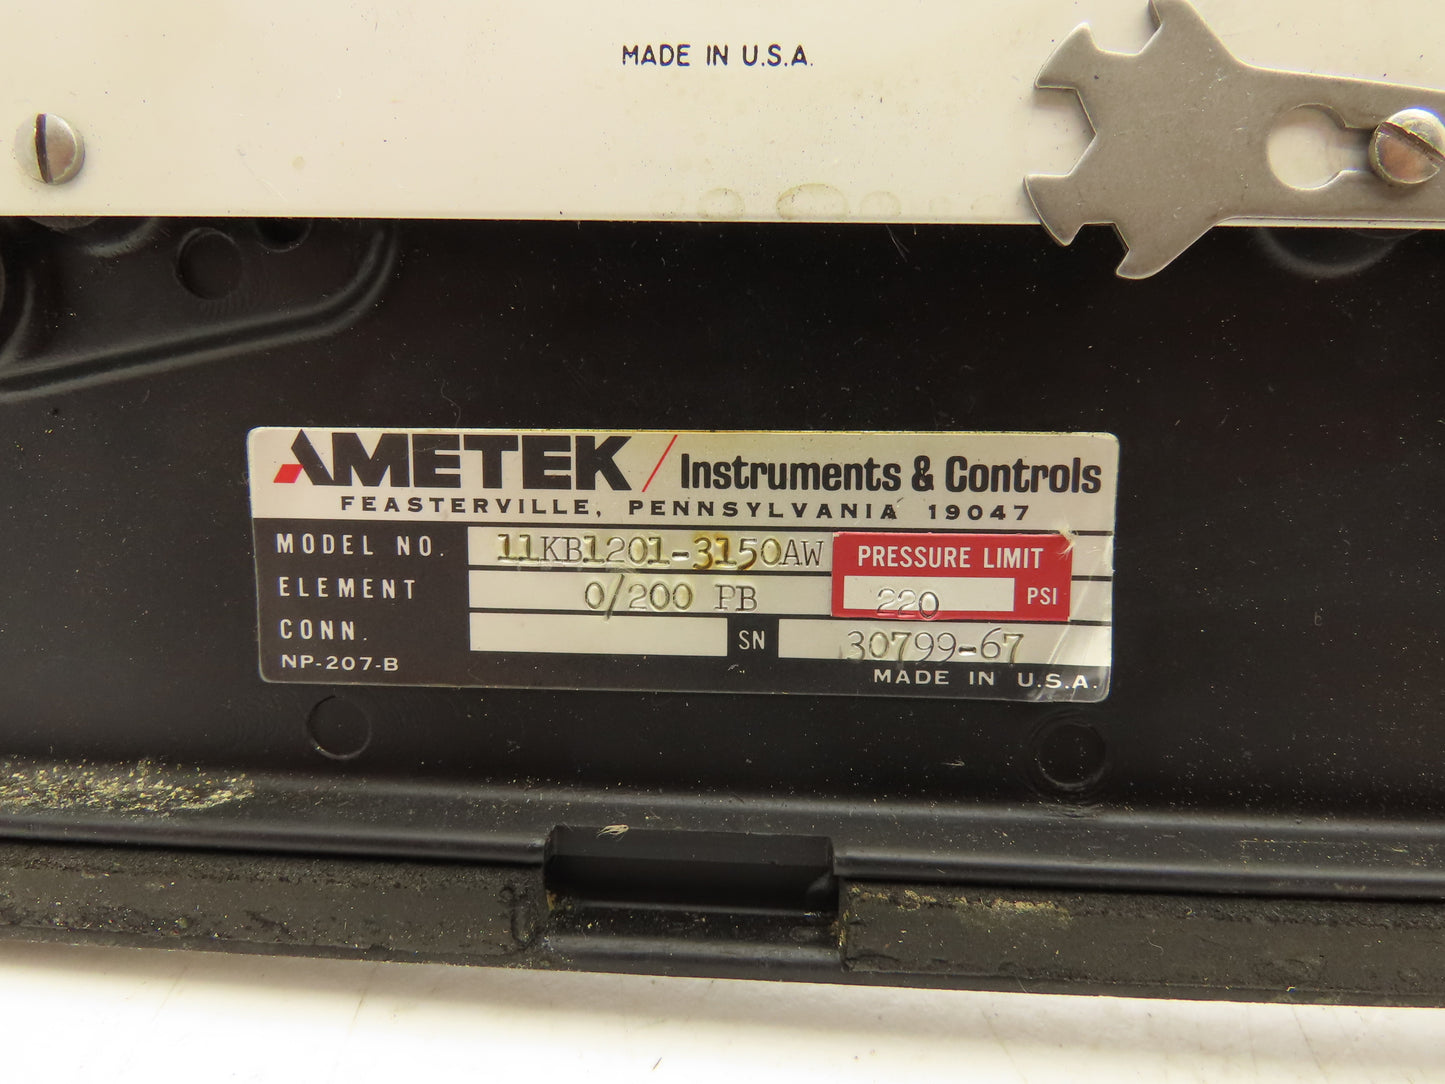 MADE IN U.S.A.
AMETEK / Instruments & Controls
FEASTERVILLE, PENNSYLVANIA 19047
MODEL NO. 11KB1201-3150AW PRESSURE LIMIT
ELEMENT 0/200 PB 220 PSI
CONN. SN 30799-67
NP-207-B MADE IN U.S.A.